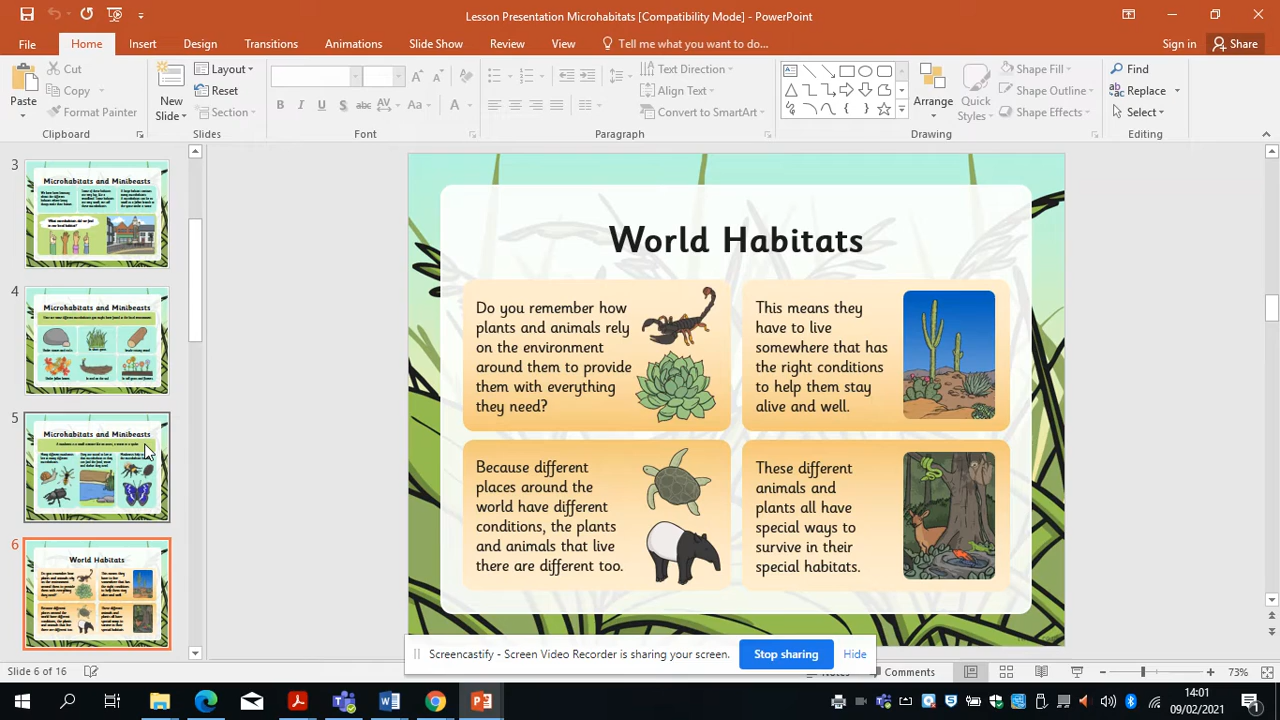 Lesson Presentation Microhabitats [Compatibility Mode] - PowerPoint
File Home Insert Design Transitions Animations Slide Show Review View Tell me what you want to do... Sign in Share
Paste
Cut
Copy
Format Painter
Clipboard
New
Slide
Layout
Reset
Section
Slides
B I U S abc AV Aa A
Font
Text Direction
Align Text
Convert to SmartArt
Paragraph
Arrange
Quick
Styles
Shape Fill
Shape Outline
Shape Effects
Drawing
Find
Replace
Select
Editing
3
Microhabitats and Minibeasts
4
Microhabitats and Minibeasts
5
Microhabitats and Minibeasts
6
World Habitats
World Habitats
Do you remember how
plants and animals rely
on the environment
around them to provide
them with everything
they need?
This means they
have to live
somewhere that has
the right conditions
to help them stay
alive and well.
Because different
places around the
world have different
conditions, the plants
and animals that live
there are different too.
These different
animals and
plants all have
special ways to
survive in their
special habitats.
Screencastify - Screen Video Recorder is sharing your screen. Stop sharing Hide
Slide 6 of 16
Notes Comments 73%
14:01
09/02/2021